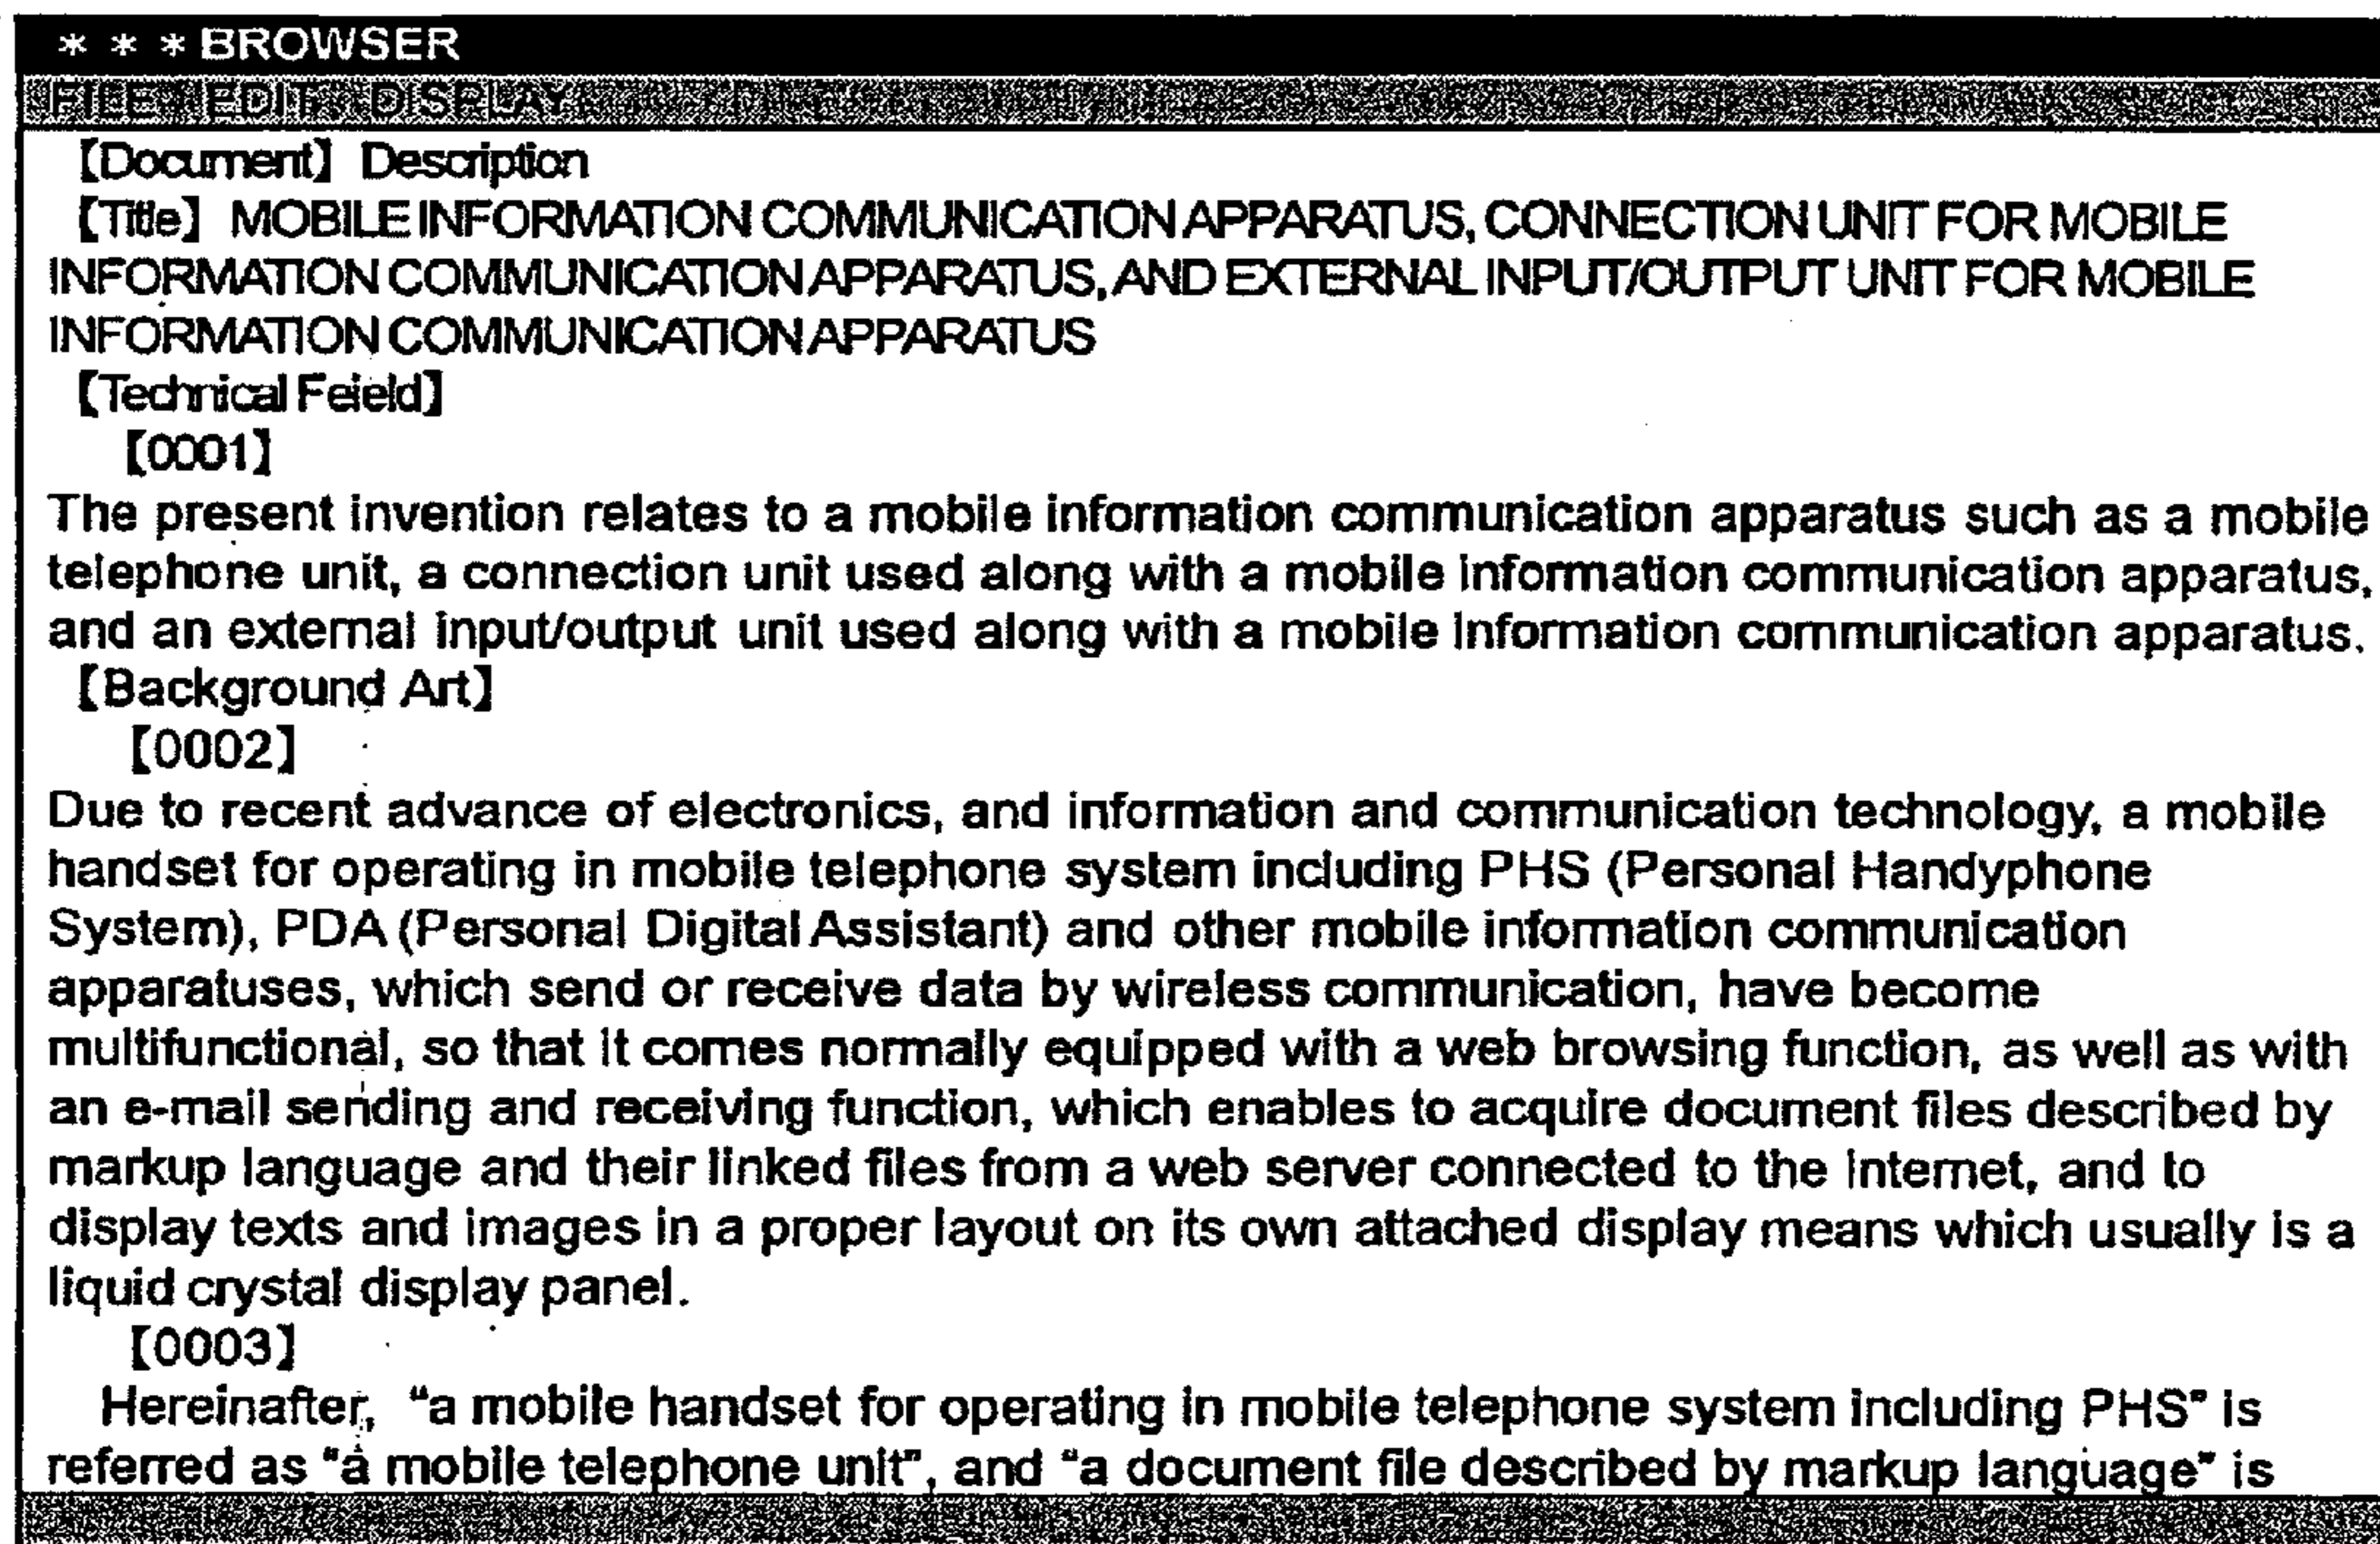 * * * BROWSER
FILE EDIT DISPLAY
【Document】 Description
【Title】 MOBILE INFORMATION COMMUNICATION APPARATUS, CONNECTION UNIT FOR MOBILE
INFORMATION COMMUNICATION APPARATUS, AND EXTERNAL INPUT/OUTPUT UNIT FOR MOBILE
INFORMATION COMMUNICATION APPARATUS
【Technical Feield】
【0001】
The present invention relates to a mobile information communication apparatus such as a mobile
telephone unit, a connection unit used along with a mobile information communication apparatus,
and an external input/output unit used along with a mobile information communication apparatus.
【Background Art】
【0002】
Due to recent advance of electronics, and information and communication technology, a mobile
handset for operating in mobile telephone system including PHS (Personal Handyphone
System), PDA (Personal Digital Assistant) and other mobile information communication
apparatuses, which send or receive data by wireless communication, have become
multifunctional, so that it comes normally equipped with a web browsing function, as well as with
an e-mail sending and receiving function, which enables to acquire document files described by
markup language and their linked files from a web server connected to the Internet, and to
display texts and images in a proper layout on its own attached display means which usually is a
liquid crystal display panel.
【0003】
Hereinafter, "a mobile handset for operating in mobile telephone system including PHS" is
referred as "a mobile telephone unit", and "a document file described by markup language" is